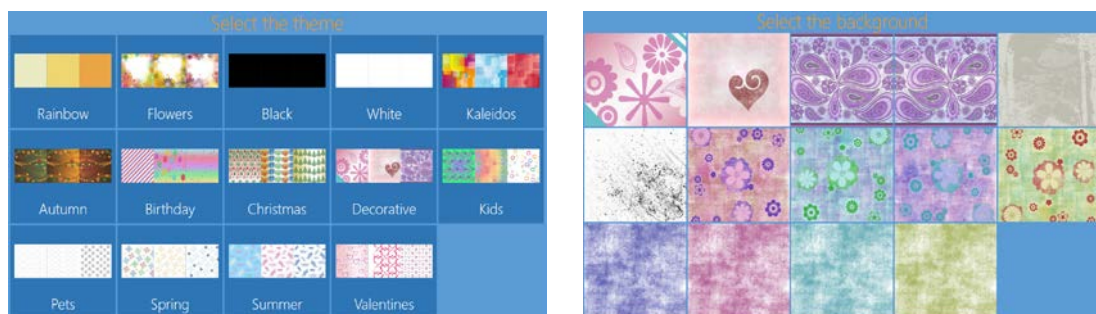 Select the theme
Rainbow
Flowers
Black
White
Kaleidos
Autumn
Birthday
Christmas
Decorative
Kids
Pets
Spring
Summer
Valentines
Select the background